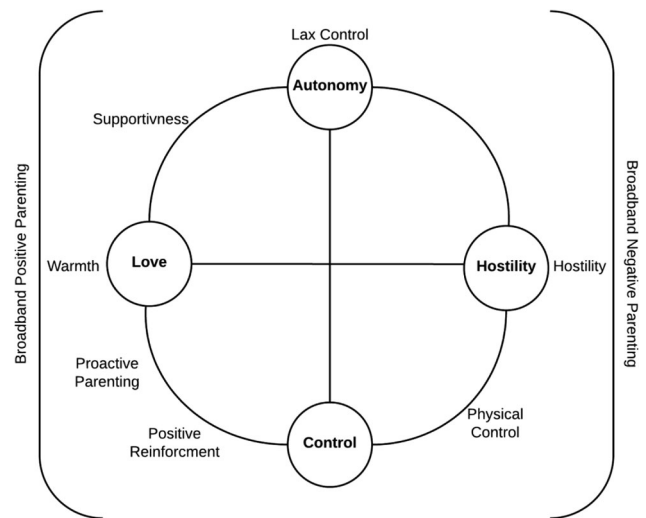 Lax Control
Autonomy
Supportivness
Broadband Positive Parenting
Broadband Negative Parenting
Warmth
Love
Hostility
Hostility
Proactive
Parenting
Positive
Reinforcment
Control
Physical
Control